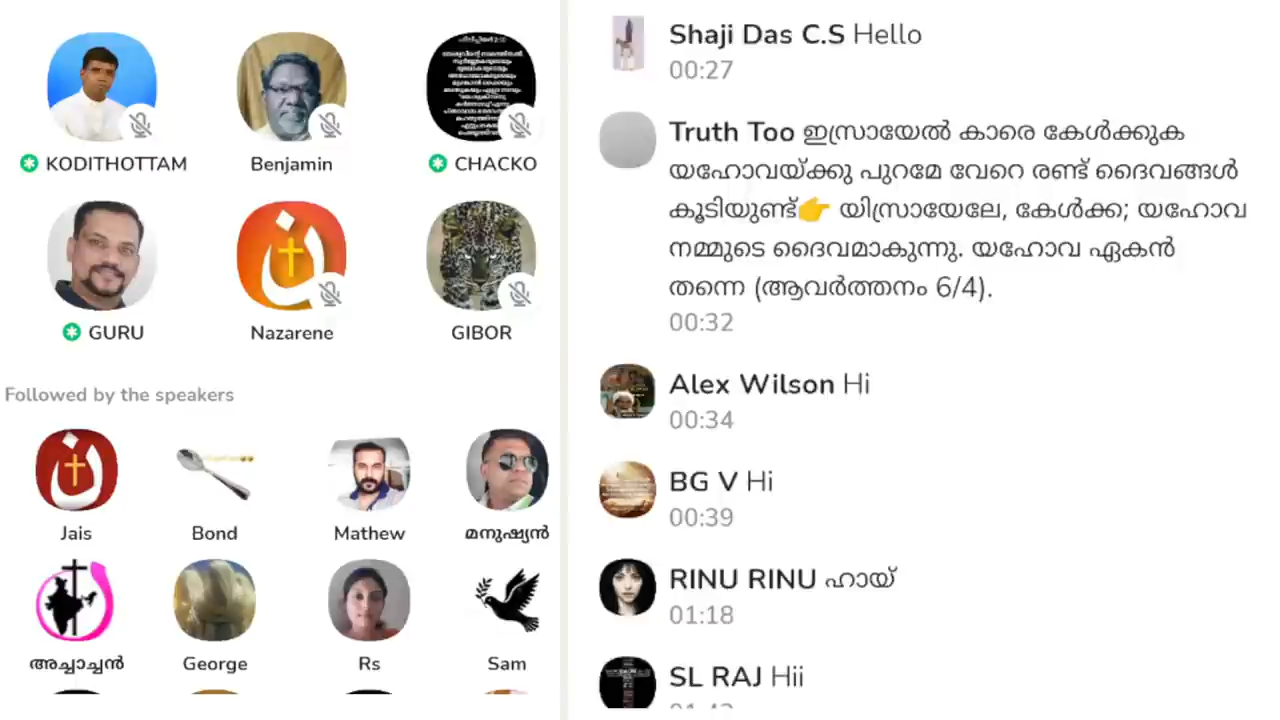 KODITHOTTAM
Benjamin
CHACKO
GURU
Nazarene
GIBOR
Followed by the speakers
Jais
Bond
Mathew
മനുഷ്യൻ
അച്ചാച്ചൻ
George
Rs
Sam
Shaji Das C.S Hello
00:27
Truth Too ഇസ്രായേൽ കാരെ കേൾക്കുക
യഹോവയ്ക്കു പുറമേ വേറെ രണ്ട് ദൈവങ്ങൾ
കൂടിയുണ്ട്👉 യിസ്രായേലേ, കേൾക്ക; യഹോവ
നമ്മുടെ ദൈവമാകുന്നു. യഹോവ ഏകൻ
തന്നെ (ആവർത്തനം 6/4).
00:32
Alex Wilson Hi
00:34
BG V Hi
00:39
RINU RINU ഹായ്
01:18
SL RAJ Hii